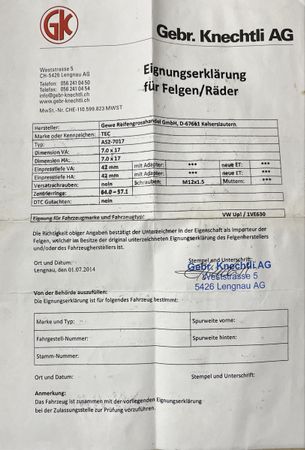 GK
Gebr. Knechtli AG
Weststrasse 5
CH-5426 Lengnau AG
Telefon 056 241 04 50
Telefax 056 241 04 54
info@gebr-knechtli.ch
gebr-knechtli.ch
MwSt.-Nr. CHE-110.599.823 MWST
Eignungserklärung
für Felgen/Räder
Hersteller: Gewe Reifengrosshandel GmbH, D-67661 Kaiserslautern.
Marke oder Kennzeichen: TEC
Typ: AS2-7017
Dimension VA: 7.0 x 17
Dimension HA: 7.0 x 17
Einpresstiefe VA: 42 mm mit Adapter: *** neue ET: ***
Einpresstiefe HA: 42 mm mit Adapter: *** neue ET: ***
Versatzschrauben: nein Schrauben: M12x1.5 Muttern: ***
Zentrierringe: 64.0 - 57.1
DTC Gutachten: nein
Eignung für Fahrzeugmarke und Fahrzeugtyp: VW Up! / 1VE630
Die Richtigkeit obiger Angaben bestätigt der Unterzeichner in der Eigenschaft als Importeur der
Felgen, welcher im Besitze der original unterzeichneten Eignungserklärung des Felgenherstellers
und/oder des Fahrzeugherstellers ist.
Ort und Datum: Stempel und Unterschrift:
Lengnau, den 01.07.2014
Gebr. Knechtli AG
Weststrasse 5
5426 Lengnau AG
Von der Behörde auszufüllen:
Die Eignungserklärung ist für folgendes Fahrzeug bestimmt:
Marke und Typ: Spurweite vorne:
Fahrgestell-Nummer: Spurweite hinten:
Stamm-Nummer:
Ort und Datum: Stempel und Unterschrift:
Anmerkung:
Das Fahrzeug ist zusammen mit der vorliegenden Eignungserklärung
bei der Zulassungsstelle zur Prüfung vorzuführen.